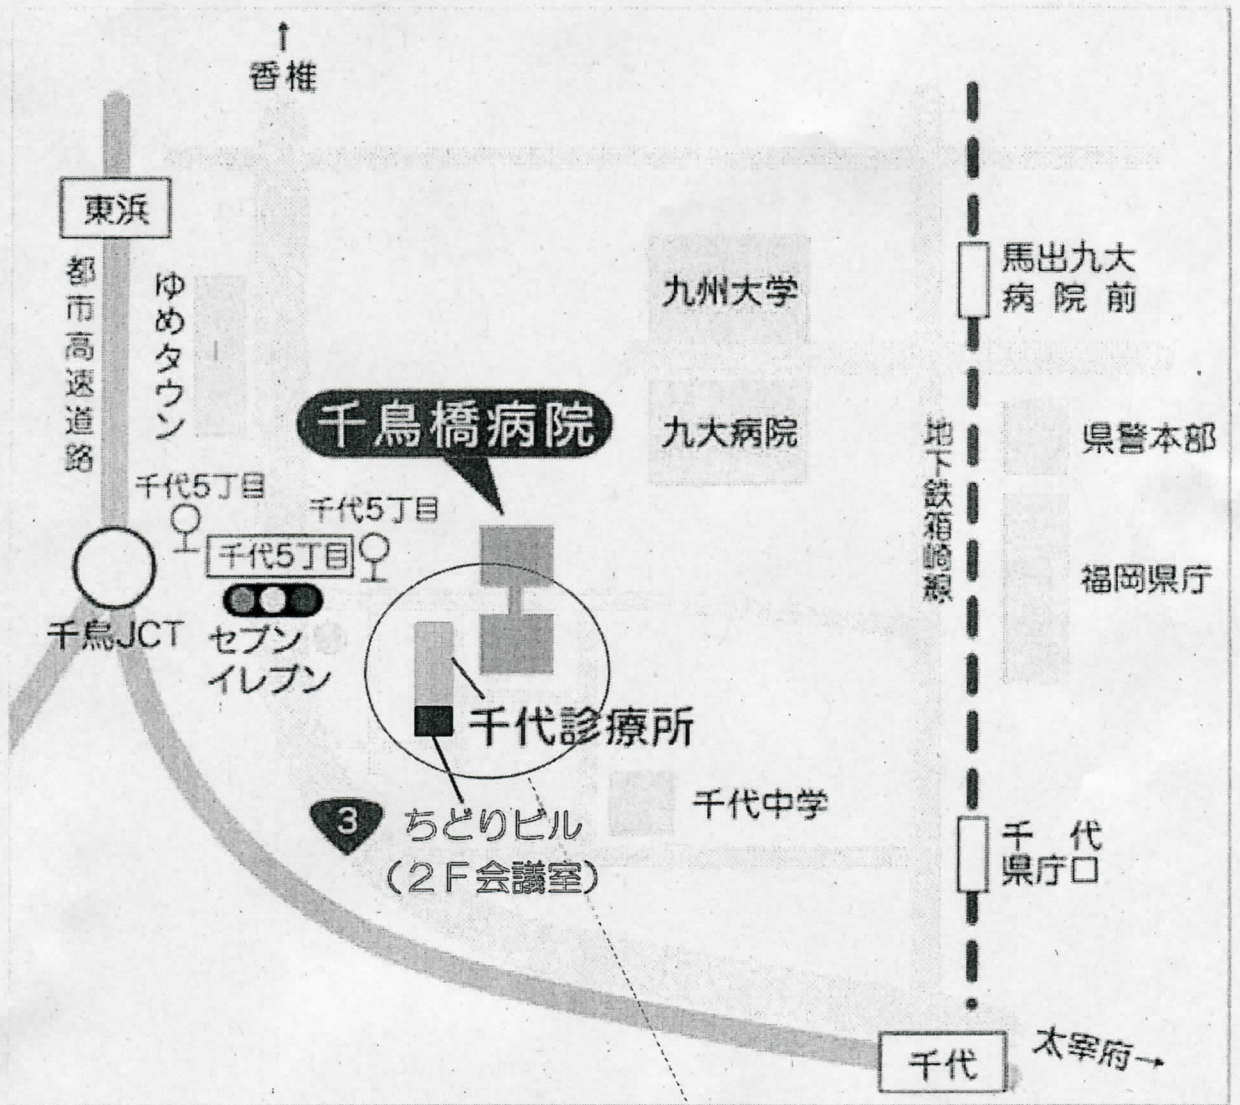 ↑
香椎
東浜
都市高速道路
ゆめタウン
九州大学
馬出九大
病院前
千鳥橋病院
九大病院
地下鉄箱崎線
県警本部
千代5丁目
千代5丁目
千代5丁目
福岡県庁
千鳥JCT
セブン
イレブン
千代診療所
3
ちどりビル
(2F会議室)
千代中学
千代
県庁口
千代
太宰府→